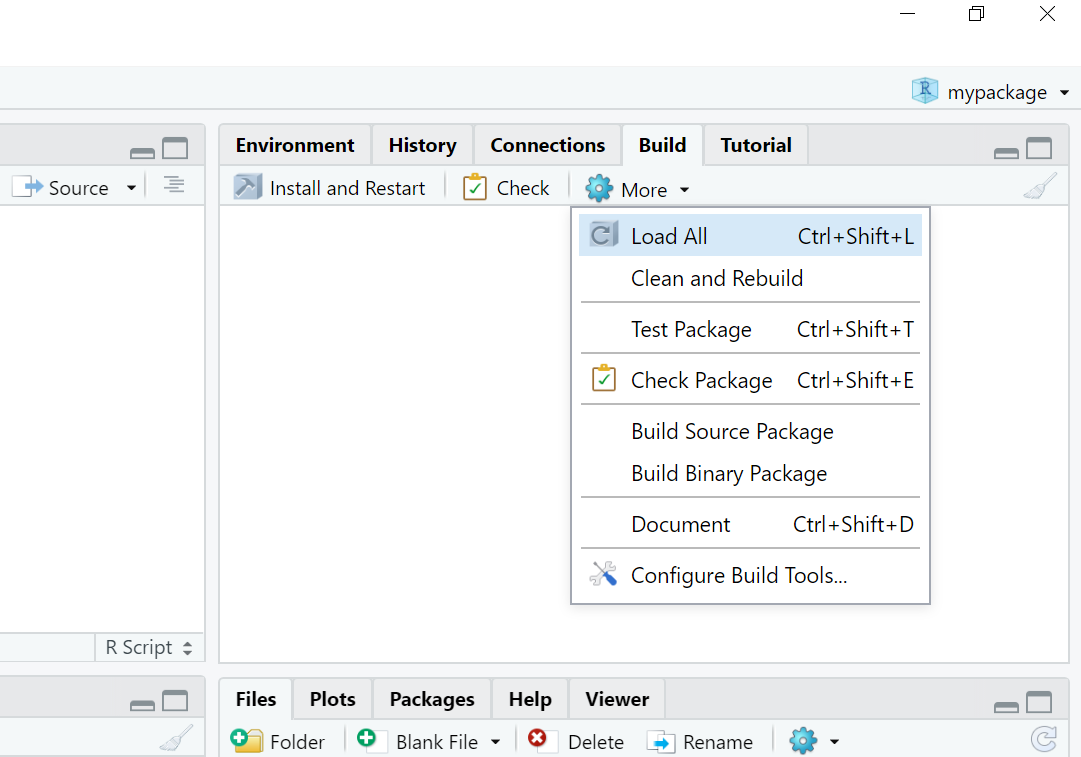 mypackage
Environment History Connections Build Tutorial
Source Install and Restart Check More
Load All Ctrl+Shift+L
Clean and Rebuild
Test Package Ctrl+Shift+T
Check Package Ctrl+Shift+E
Build Source Package
Build Binary Package
Document Ctrl+Shift+D
Configure Build Tools...
R Script
Files Plots Packages Help Viewer
Folder Blank File Delete Rename